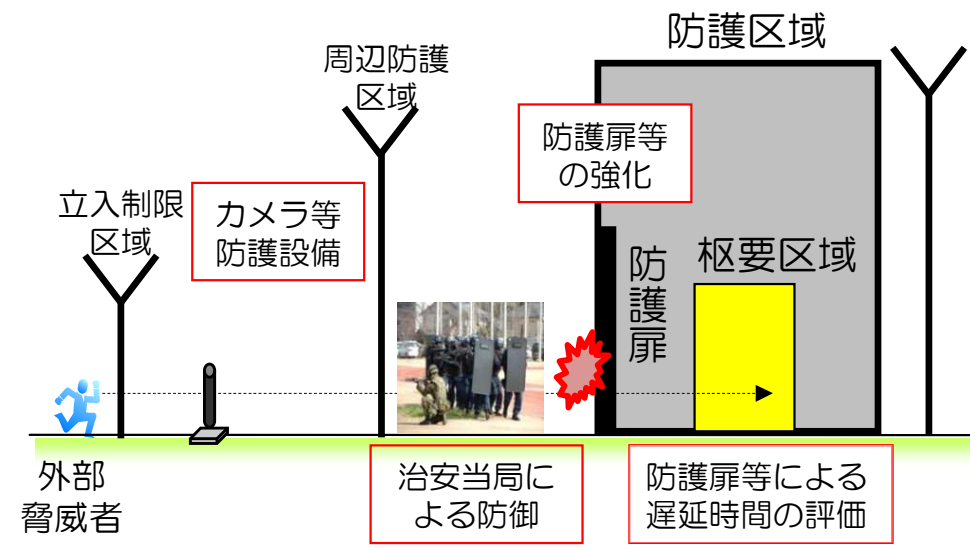 防護区域
周辺防護
区域
防護扉等
の強化
立入制限
区域
カメラ等
防護設備
防護扉
枢要区域
外部
脅威者
治安当局に
よる防御
防護扉等による
遅延時間の評価